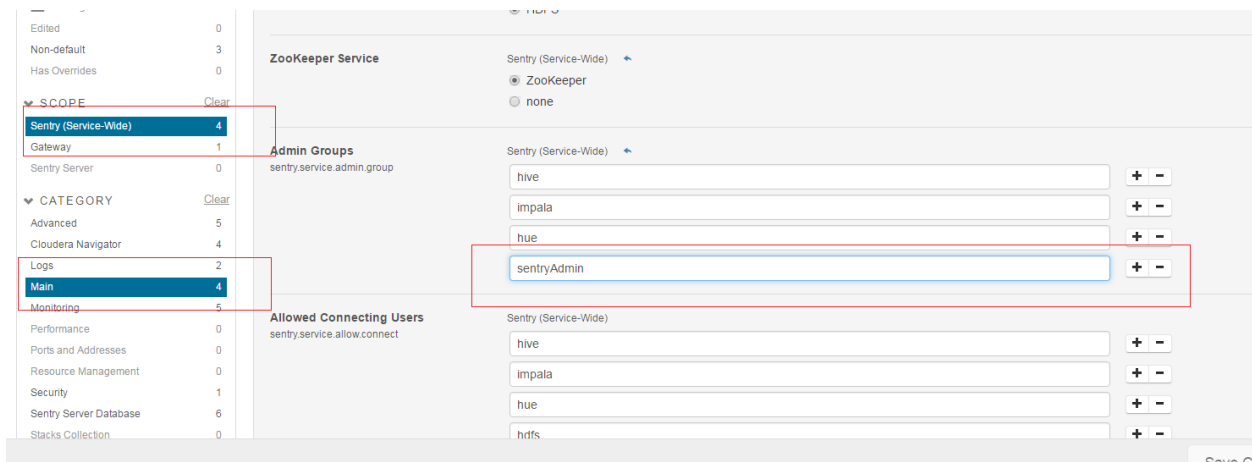 Edited 0
Non-default 3
Has Overrides 0
SCOPE Clear
Sentry (Service-Wide) 4
Gateway 1
Sentry Server 0
CATEGORY Clear
Advanced 5
Cloudera Navigator 4
Logs 2
Main 4
Monitoring 5
Performance 0
Ports and Addresses 0
Resource Management 0
Security 1
Sentry Server Database 6
Stacks Collection 0
HDFS
ZooKeeper Service
Sentry (Service-Wide)
ZooKeeper
none
Admin Groups
sentry.service.admin.group
Sentry (Service-Wide)
hive
impala
hue
sentryAdmin
Allowed Connecting Users
sentry.service.allow.connect
Sentry (Service-Wide)
hive
impala
hue
hdfs
Save